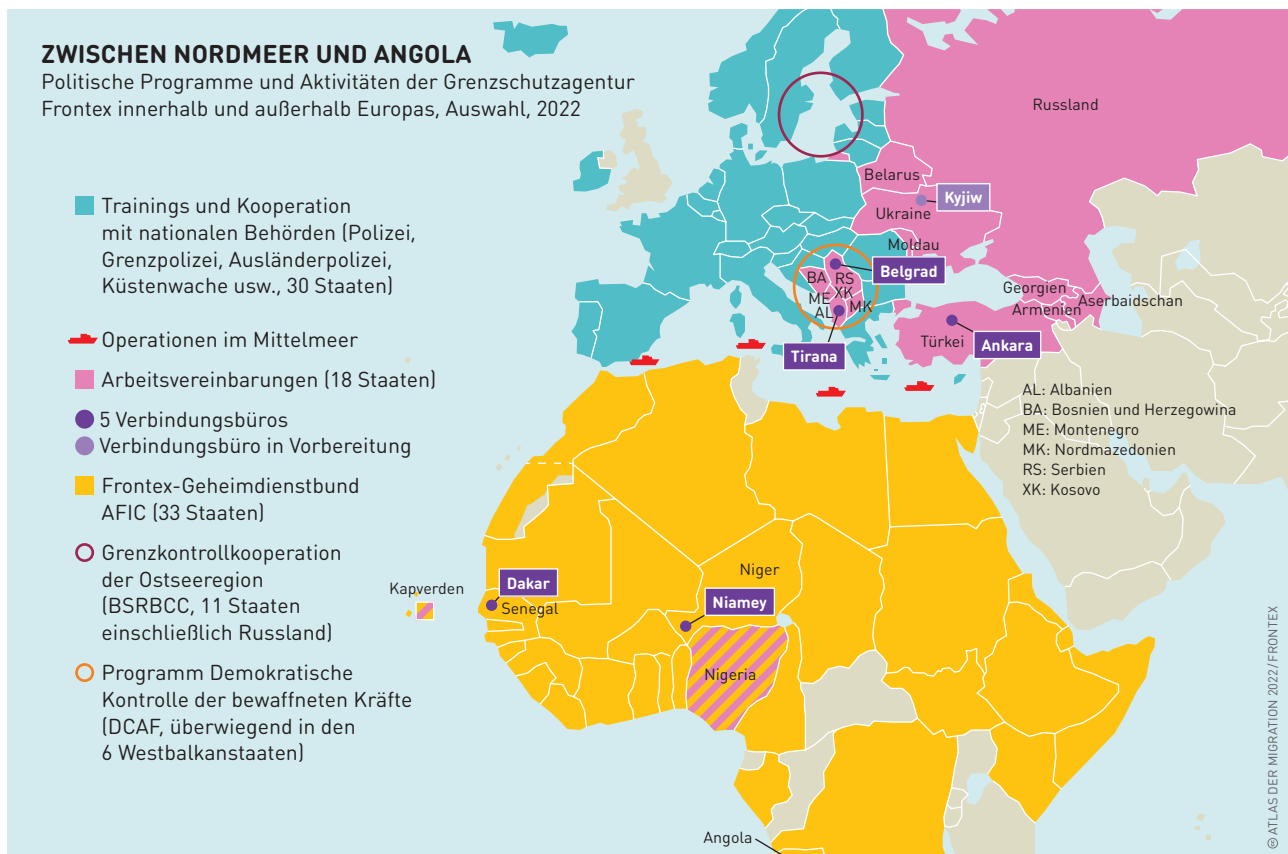 ZWISCHEN NORDMEER UND ANGOLA
Politische Programme und Aktivitäten der Grenzschutzagentur
Frontex innerhalb und außerhalb Europas, Auswahl, 2022
Trainings und Kooperation
mit nationalen Behörden (Polizei,
Grenzpolizei, Ausländerpolizei,
Küstenwache usw., 30 Staaten)
Operationen im Mittelmeer
Arbeitsvereinbarungen (18 Staaten)
5 Verbindungsbüros
Verbindungsbüro in Vorbereitung
Frontex-Geheimdienstbund
AFIC (33 Staaten)
Grenzkontrollkooperation
der Ostseeregion
(BSRBCC, 11 Staaten
einschließlich Russland)
Programm Demokratische
Kontrolle der bewaffneten Kräfte
(DCAF, überwiegend in den
6 Westbalkanstaaten)
Russland
Belarus
Kyjiw
Ukraine
Moldau
Belgrad
BA
RS
XK
ME
MK
AL
Georgien
Armenien
Aserbaidschan
Türkei
Ankara
Tirana
AL: Albanien
BA: Bosnien und Herzegowina
ME: Montenegro
MK: Nordmazedonien
RS: Serbien
XK: Kosovo
Kapverden
Dakar
Senegal
Niger
Niamey
Nigeria
Angola
© ATLAS DER MIGRATION 2022/FRONTEX